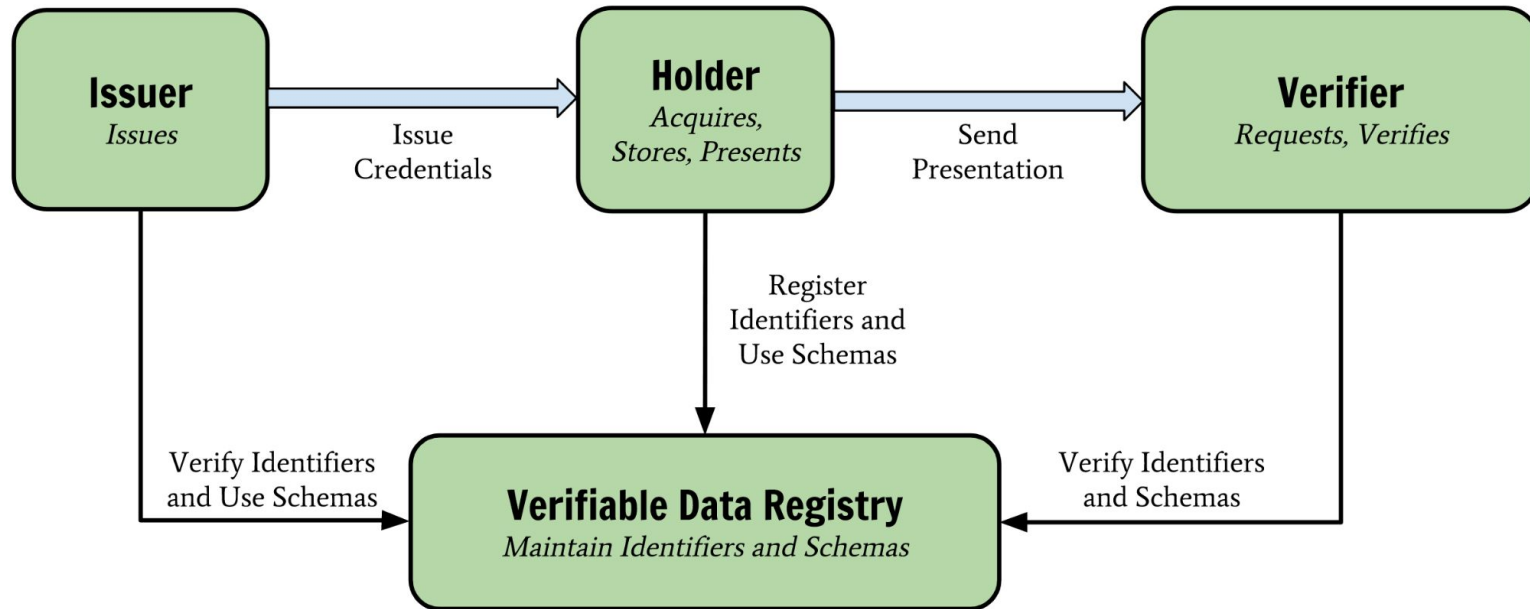 Issuer
Issues
Issue
Credentials
Holder
Acquires,
Stores, Presents
Send
Presentation
Verifier
Requests, Verifies
Register
Identifiers and
Use Schemas
Verify Identifiers
and Use Schemas
Verifiable Data Registry
Maintain Identifiers and Schemas
Verify Identifiers
and Schemas